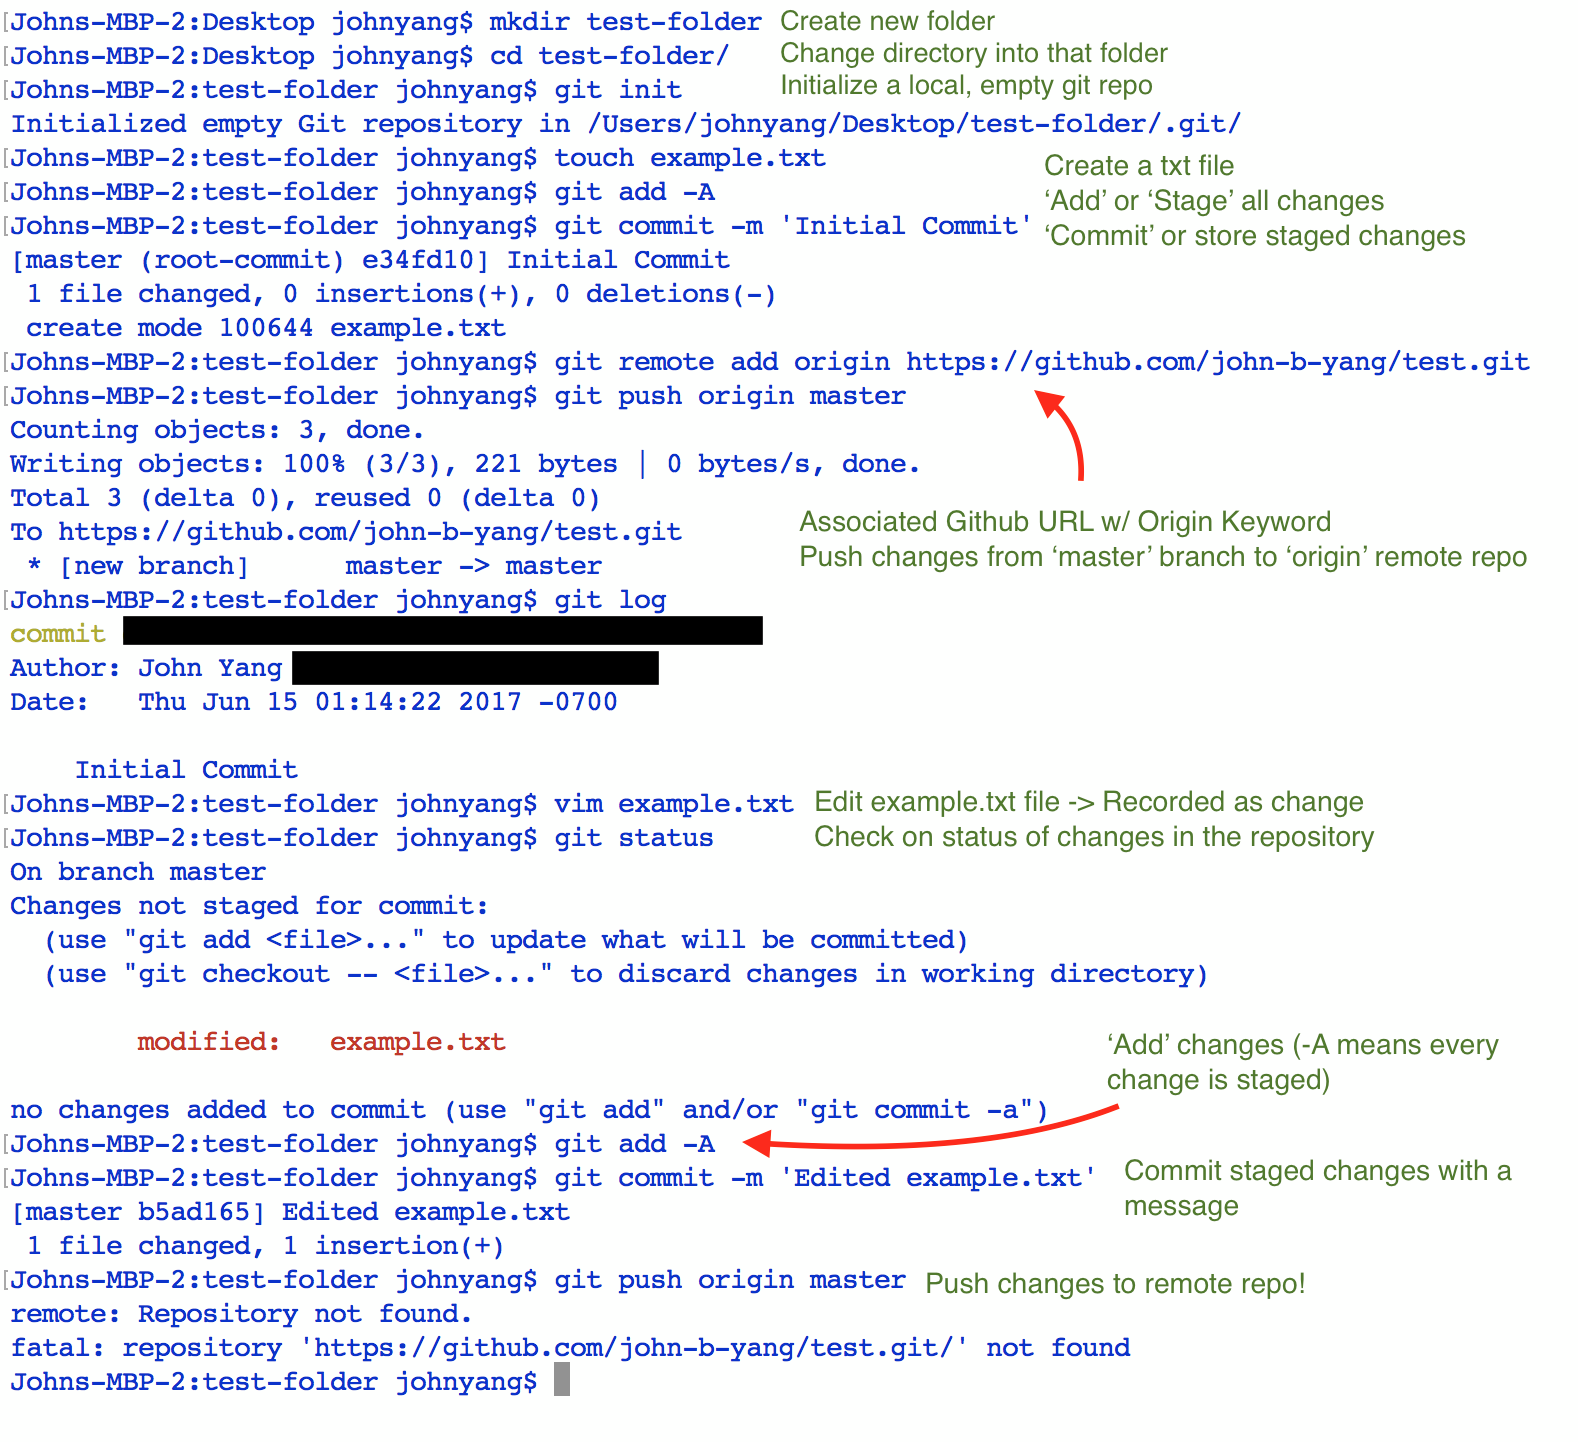 Johns-MBP-2:Desktop johnyang$ mkdir test-folder Create new folder
Johns-MBP-2:Desktop johnyang$ cd test-folder/ Change directory into that folder
Johns-MBP-2:test-folder johnyang$ git init Initialize a local, empty git repo
Initialized empty Git repository in /Users/johnyang/Desktop/test-folder/.git/
Johns-MBP-2:test-folder johnyang$ touch example.txt Create a txt file
Johns-MBP-2:test-folder johnyang$ git add -A ‘Add’ or ‘Stage’ all changes
Johns-MBP-2:test-folder johnyang$ git commit -m 'Initial Commit' ‘Commit’ or store staged changes
[master (root-commit) e34fd10] Initial Commit
 1 file changed, 0 insertions(+), 0 deletions(-)
 create mode 100644 example.txt
Johns-MBP-2:test-folder johnyang$ git remote add origin https://github.com/john-b-yang/test.git
Johns-MBP-2:test-folder johnyang$ git push origin master
Counting objects: 3, done.
Writing objects: 100% (3/3), 221 bytes | 0 bytes/s, done.
Total 3 (delta 0), reused 0 (delta 0)
Associated Github URL w/ Origin Keyword
To https://github.com/john-b-yang/test.git
Push changes from ‘master’ branch to ‘origin’ remote repo
 * [new branch]      master -> master
Johns-MBP-2:test-folder johnyang$ git log
commit
Author: John Yang
Date:   Thu Jun 15 01:14:22 2017 -0700
    Initial Commit
Johns-MBP-2:test-folder johnyang$ vim example.txt Edit example.txt file -> Recorded as change
Johns-MBP-2:test-folder johnyang$ git status Check on status of changes in the repository
On branch master
Changes not staged for commit:
  (use "git add <file>..." to update what will be committed)
  (use "git checkout -- <file>..." to discard changes in working directory)
        modified:   example.txt
‘Add’ changes (-A means every
change is staged)
no changes added to commit (use "git add" and/or "git commit -a")
Johns-MBP-2:test-folder johnyang$ git add -A
Johns-MBP-2:test-folder johnyang$ git commit -m 'Edited example.txt' Commit staged changes with a
message
[master b5ad165] Edited example.txt
 1 file changed, 1 insertion(+)
Johns-MBP-2:test-folder johnyang$ git push origin master Push changes to remote repo!
remote: Repository not found.
fatal: repository 'https://github.com/john-b-yang/test.git/' not found
Johns-MBP-2:test-folder johnyang$